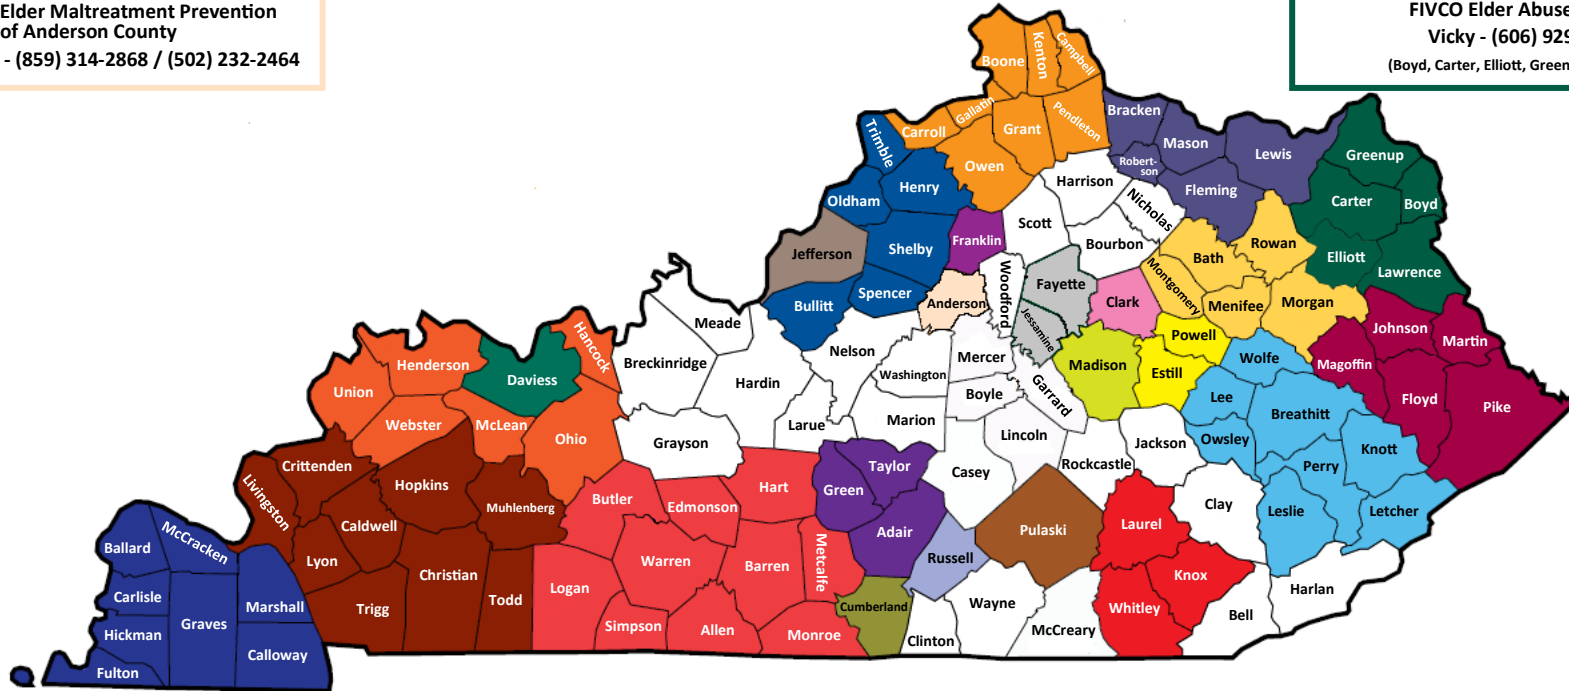 Elder Maltreatment Prevention
of Anderson County
- (859) 314-2868 / (502) 232-2464
FIVCO Elder Abuse
Vicky - (606) 929
(Boyd, Carter, Elliott, Green
Boone
Kenton
Campbell
Gallatin
Carroll
Grant
Pendleton
Owen
Bracken
Mason
Robert-
son
Lewis
Fleming
Greenup
Carter
Boyd
Elliott
Lawrence
Trimble
Henry
Oldham
Shelby
Spencer
Bullitt
Jefferson
Franklin
Harrison
Nicholas
Scott
Bourbon
Woodford
Anderson
Fayette
Jessamine
Clark
Montgomery
Bath
Rowan
Menifee
Morgan
Powell
Estill
Madison
Wolfe
Lee
Breathitt
Owsley
Perry
Knott
Leslie
Letcher
Magoffin
Johnson
Martin
Floyd
Pike
Meade
Breckinridge
Hardin
Nelson
Washington
Mercer
Boyle
Garrard
Larue
Marion
Lincoln
Grayson
Casey
Rockcastle
Jackson
Clay
Hancock
Daviess
Henderson
Union
Webster
McLean
Ohio
Crittenden
Livingston
Hopkins
Muhlenberg
Caldwell
Lyon
Christian
Trigg
Todd
Ballard
McCracken
Carlisle
Graves
Marshall
Hickman
Calloway
Fulton
Butler
Edmonson
Hart
Warren
Barren
Metcalfe
Logan
Simpson
Allen
Monroe
Green
Taylor
Adair
Cumberland
Russell
Pulaski
Laurel
Knox
Whitley
Clinton
Wayne
McCreary
Bell
Harlan